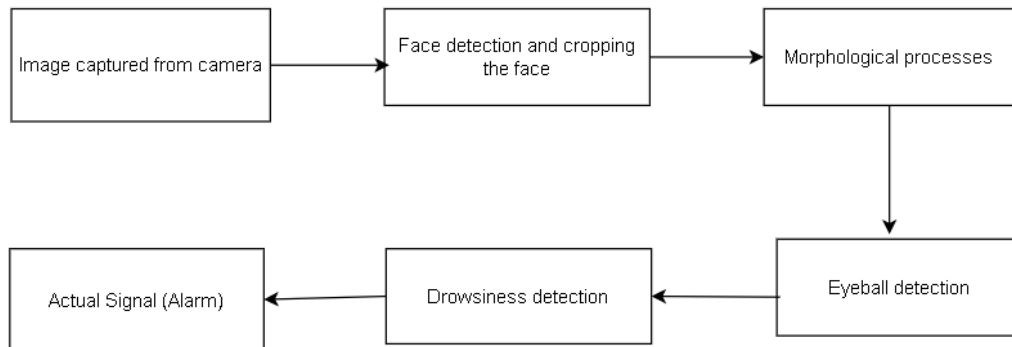 Image captured from camera
Face detection and cropping
the face
Morphological processes
Eyeball detection
Drowsiness detection
Actual Signal (Alarm)